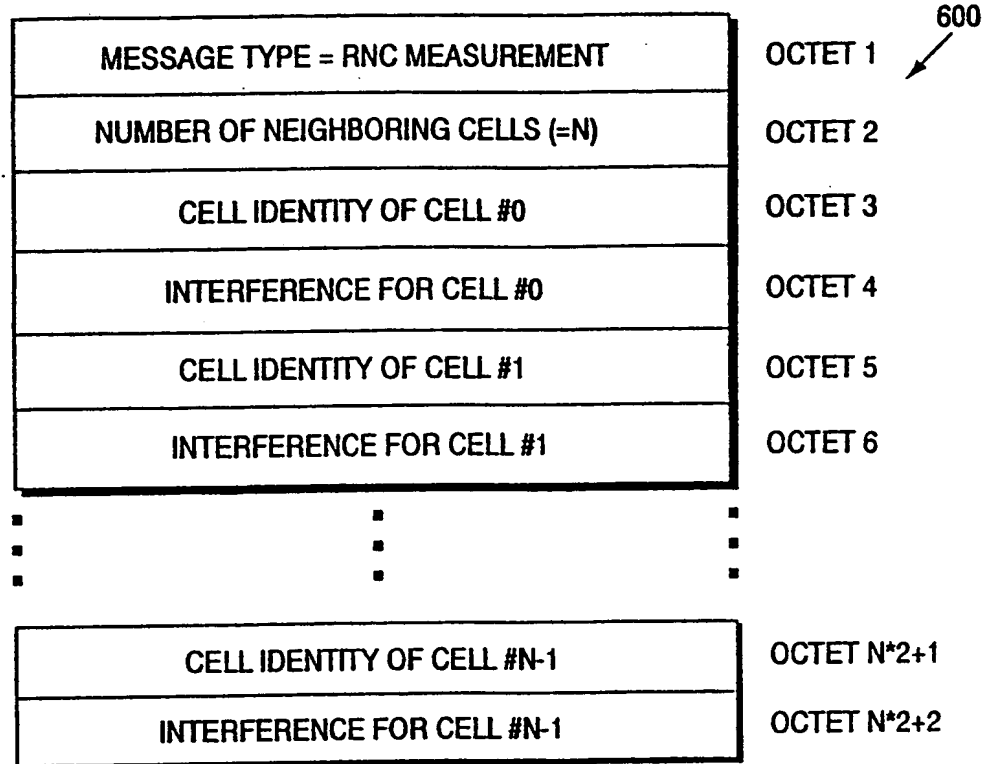 600
MESSAGE TYPE = RNC MEASUREMENT OCTET 1
NUMBER OF NEIGHBORING CELLS (=N) OCTET 2
CELL IDENTITY OF CELL #0 OCTET 3
INTERFERENCE FOR CELL #0 OCTET 4
CELL IDENTITY OF CELL #1 OCTET 5
INTERFERENCE FOR CELL #1 OCTET 6
CELL IDENTITY OF CELL #N-1 OCTET N*2+1
INTERFERENCE FOR CELL #N-1 OCTET N*2+2